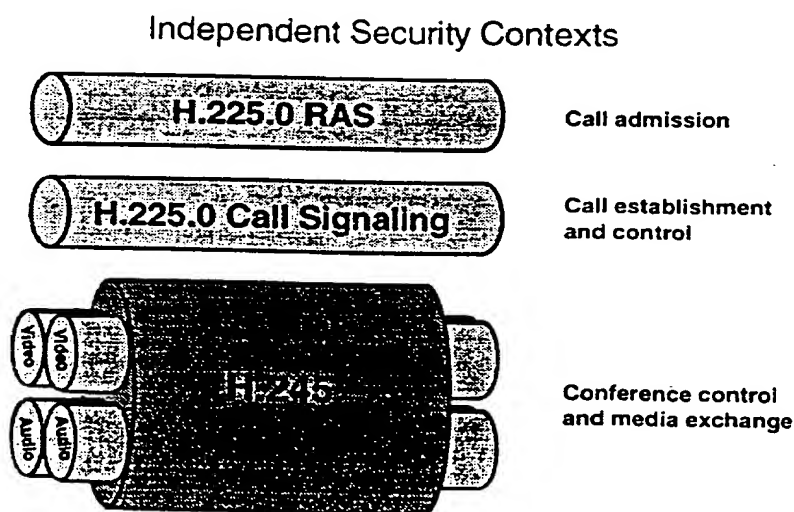 Independent Security Contexts
H.225.0 RAS
Call admission
H.225.0 Call Signaling
Call establishment
and control
Video
Video
H.245
Audio
Audio
Conference control
and media exchange